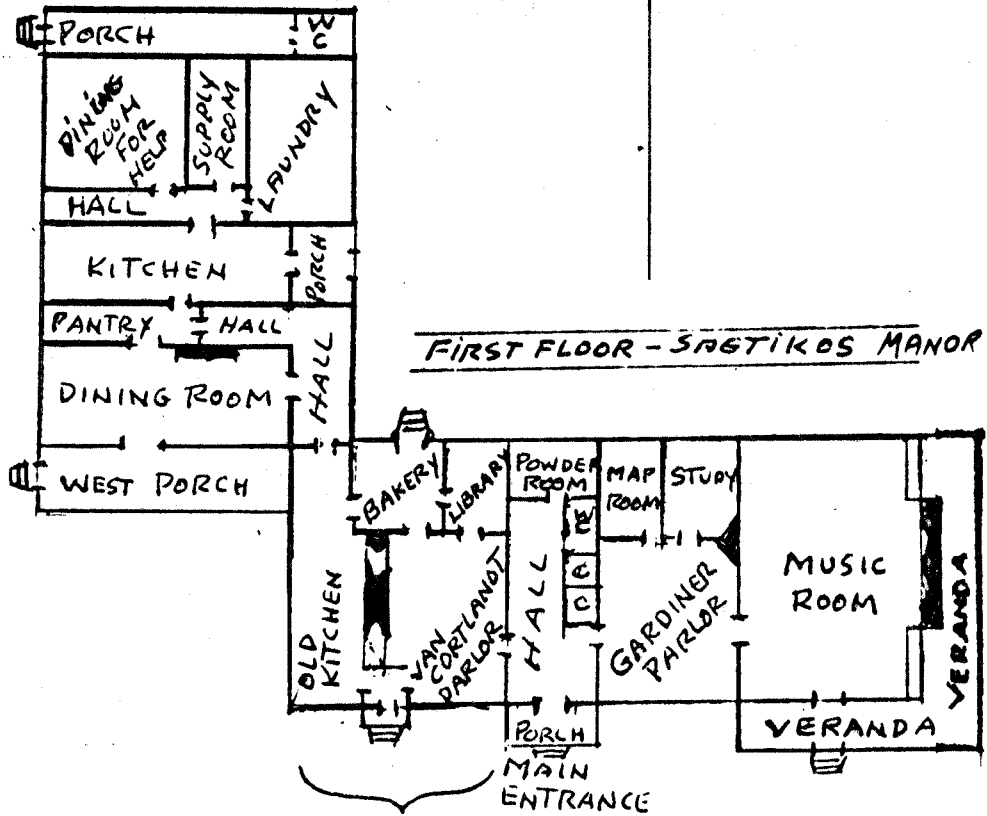 PORCH
WC
DINING
ROOM
FOR
HELP
SUPPLY
ROOM
LAUNDRY
HALL
KITCHEN
PORCH
PANTRY
HALL
HALL
DINING ROOM
WEST PORCH
FIRST FLOOR - SAGTIKOS MANOR
BAKERY
LIBRARY
POWDER
ROOM
MAP
ROOM
STUDY
OLD
KITCHEN
VAN
CORTLANDT
PARLOR
HALL
C
C
GARDINER
PARLOR
MUSIC
ROOM
VERANDA
VERANDA
PORCH
MAIN
ENTRANCE